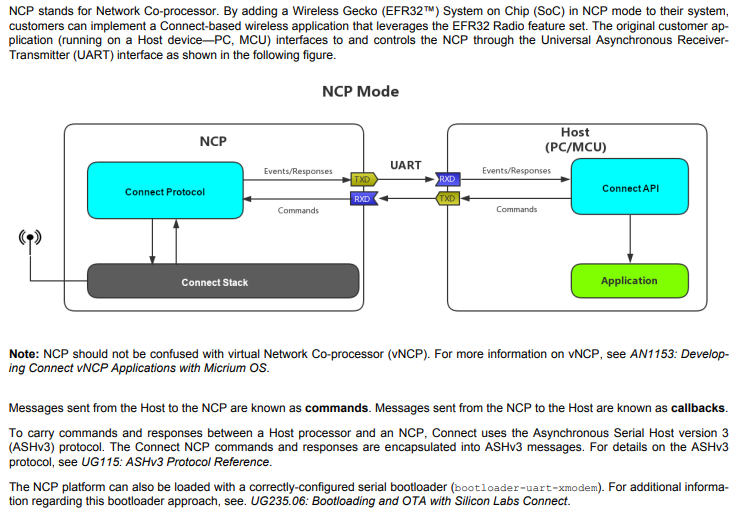 NCP stands for Network Co-processor. By adding a Wireless Gecko (EFR32™) System on Chip (SoC) in NCP mode to their system,
customers can implement a Connect-based wireless application that leverages the EFR32 Radio feature set. The original customer ap-
plication (running on a Host device—PC, MCU) interfaces to and controls the NCP through the Universal Asynchronous Receiver-
Transmitter (UART) interface as shown in the following figure.
NCP Mode
NCP
Host
(PC/MCU)
UART
Events/Responses
Events/Responses
Connect Protocol
TXD
RXD
Connect API
RXD
TXD
Commands
Commands
Connect Stack
Application
Note: NCP should not be confused with virtual Network Co-processor (vNCP). For more information on vNCP, see AN1153: Develop-
ing Connect vNCP Applications with Micrium OS.
Messages sent from the Host to the NCP are known as commands. Messages sent from the NCP to the Host are known as callbacks.
To carry commands and responses between a Host processor and an NCP, Connect uses the Asynchronous Serial Host version 3
(ASHv3) protocol. The Connect NCP commands and responses are encapsulated into ASHv3 messages. For details on the ASHv3
protocol, see UG115: ASHv3 Protocol Reference.
The NCP platform can also be loaded with a correctly-configured serial bootloader (bootloader-uart-xmodem). For additional informa-
tion regarding this bootloader approach, see. UG235.06: Bootloading and OTA with Silicon Labs Connect.